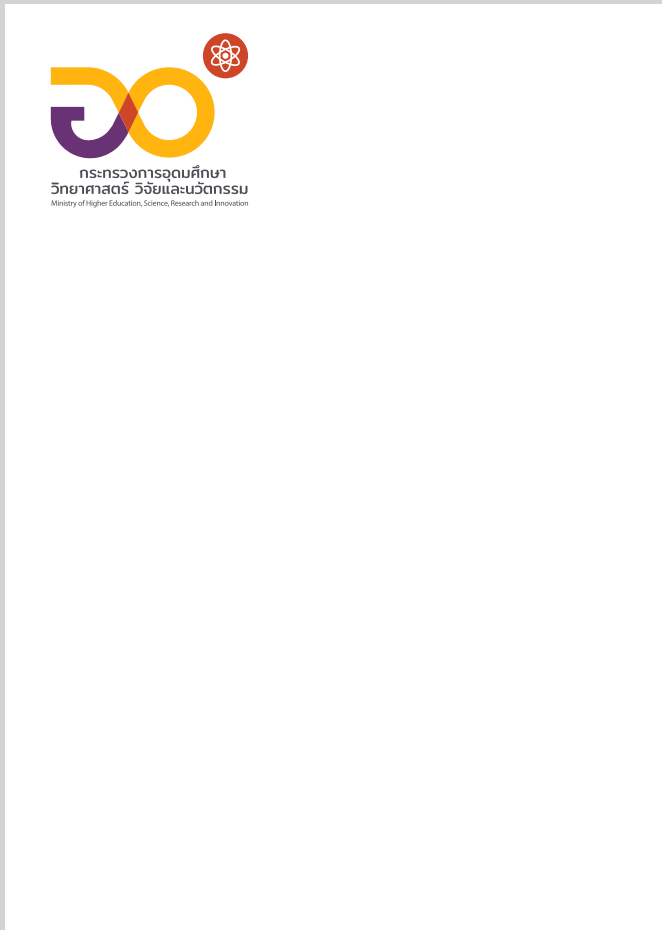 กระทรวงการอุดมศึกษา
วิทยาศาสตร์ วิจัยและนวัตกรรม
Ministry of Higher Education, Science, Research and Innovation